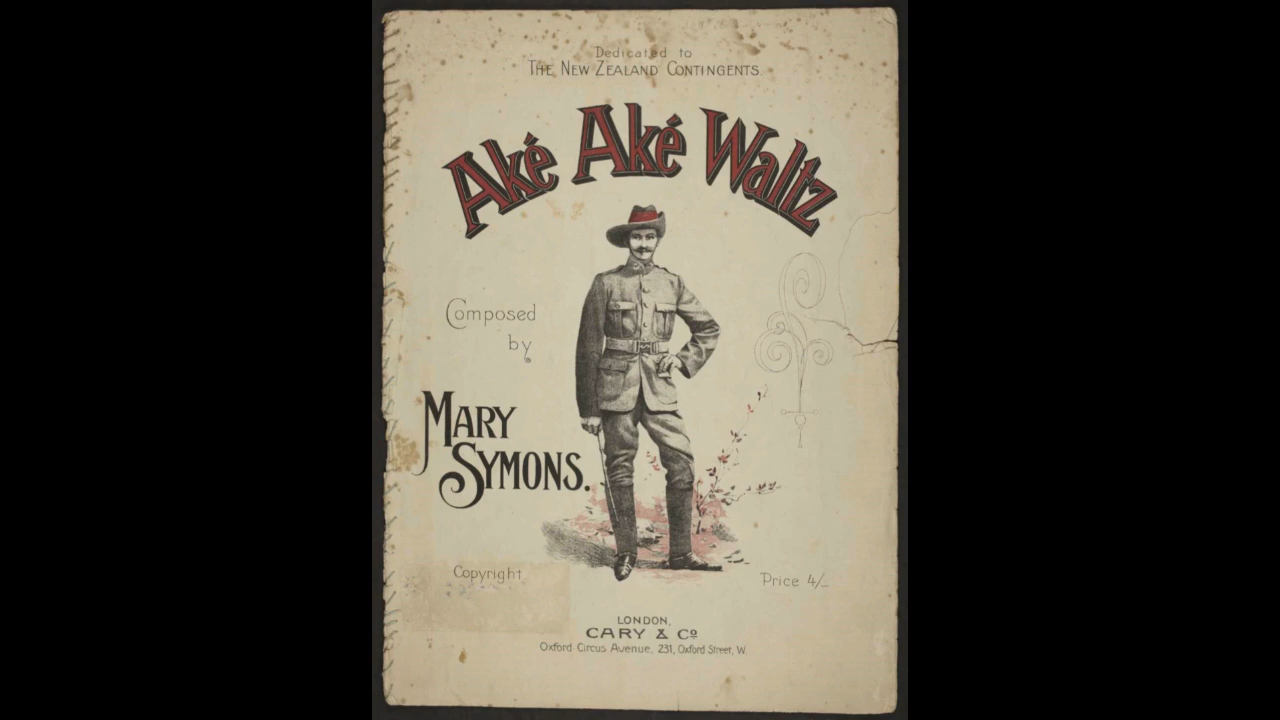 Dedicated to
THE NEW ZEALAND CONTINGENTS.
Aké Aké Waltz
Composed
by
MARY
SYMONS.
Copyright
Price 4/-
LONDON,
CARY & Co
Oxford Circus Avenue, 231, Oxford Street, W.